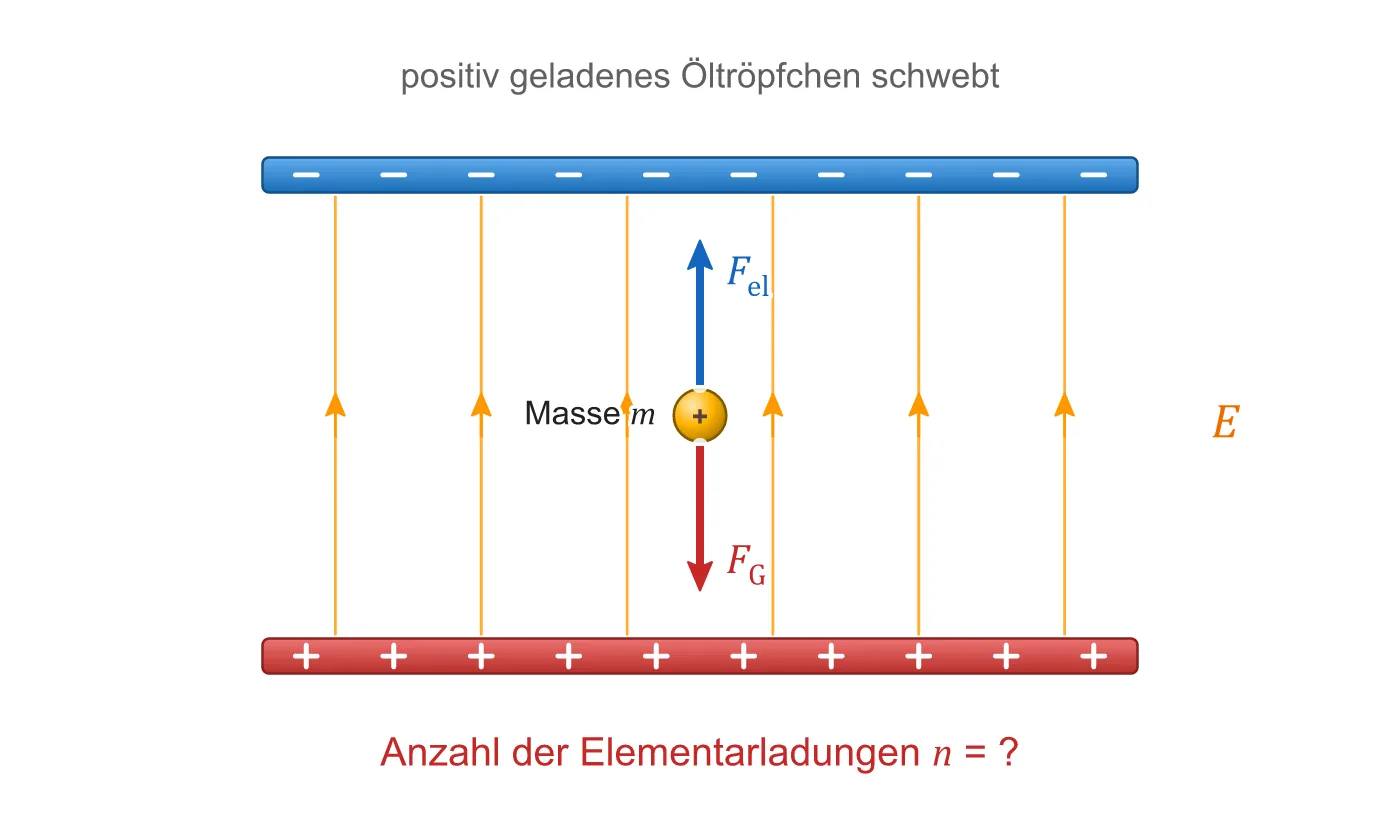 positiv geladenes Öltröpfchen schwebt
− − − − − − − − − −
F_el
Masse m
+
E
F_G
+ + + + + + + + + +
Anzahl der Elementarladungen n = ?